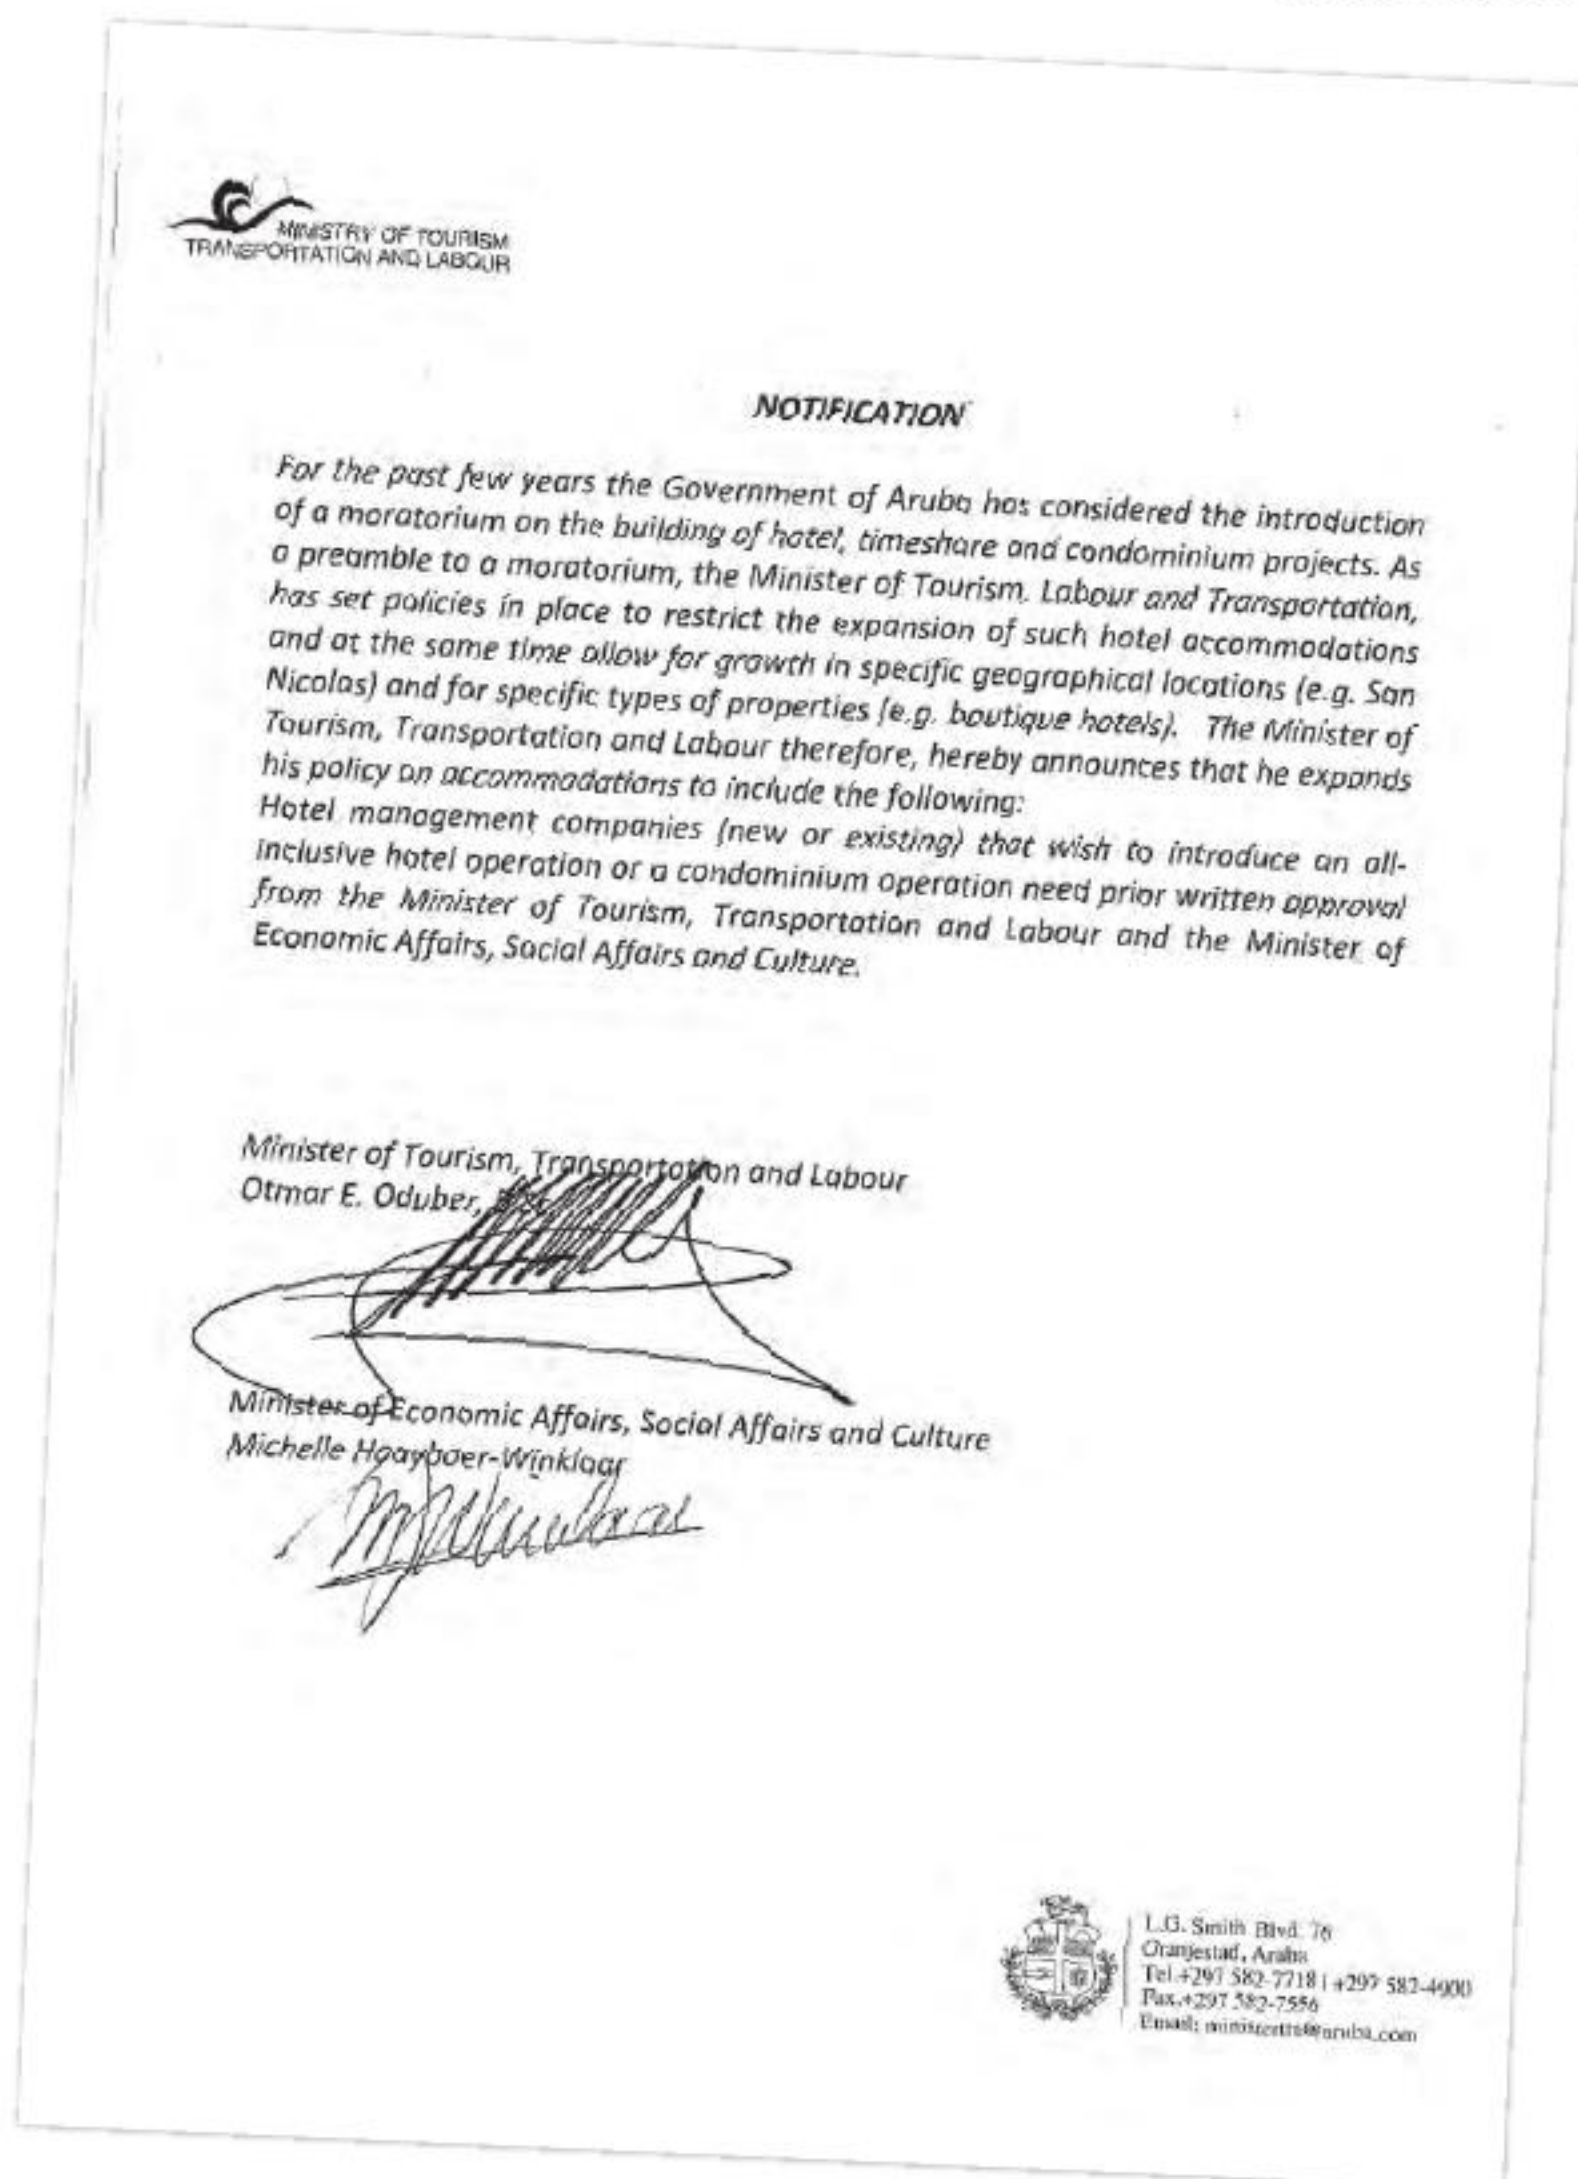 MINISTRY OF TOURISM
TRANSPORTATION AND LABOUR
NOTIFICATION
For the past few years the Government of Aruba has considered the introduction
of a moratorium on the building of hotel, timeshare and condominium projects. As
a preamble to a moratorium, the Minister of Tourism. Labour and Transportation,
has set policies in place to restrict the expansion of such hotel accommodations
and at the same time allow for growth in specific geographical locations (e.g. San
Nicolas) and for specific types of properties (e.g. boutique hotels). The Minister of
Tourism, Transportation and Labour therefore, hereby announces that he expands
his policy on accommodations to include the following:
Hotel management companies (new or existing) that wish to introduce an all-
inclusive hotel operation or a condominium operation need prior written approval
from the Minister of Tourism, Transportation and Labour and the Minister of
Economic Affairs, Social Affairs and Culture.
Minister of Tourism, Transportation and Labour
Otmar E. Oduber,
Minister of Economic Affairs, Social Affairs and Culture
Michelle Hooyboer-Winklaar
L.G. Smith Blvd. 76
Oranjestad, Aruba
Tel.+297 582-7718 | +297 582-4900
Fax.+297 582-7556
Email: